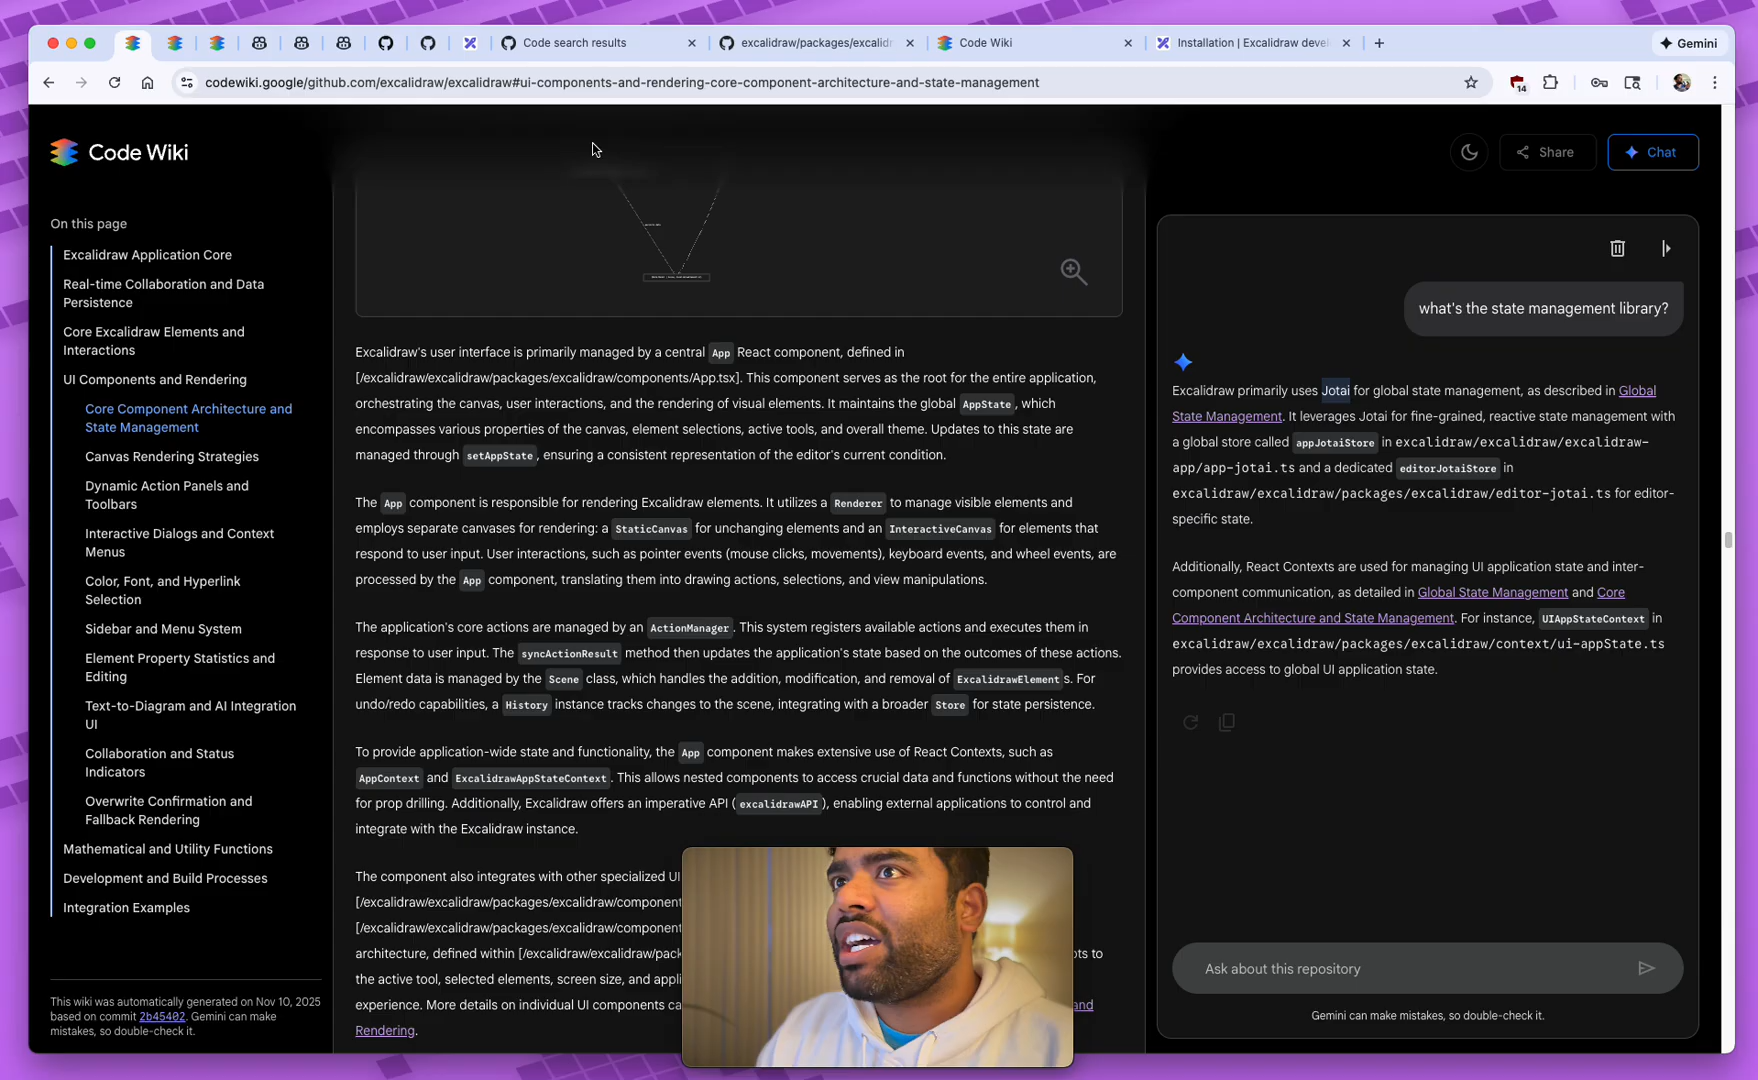 Code search results
excalidraw/packages/excalidr
Code Wiki
Installation | Excalidraw devel
Gemini
codewiki.google/github.com/excalidraw/excalidraw#ui-components-and-rendering-core-component-architecture-and-state-management
14
Code Wiki
Share
Chat
On this page
Excalidraw Application Core
Real-time Collaboration and Data
Persistence
Core Excalidraw Elements and
Interactions
UI Components and Rendering
Core Component Architecture and
State Management
Canvas Rendering Strategies
Dynamic Action Panels and
Toolbars
Interactive Dialogs and Context
Menus
Color, Font, and Hyperlink
Selection
Sidebar and Menu System
Element Property Statistics and
Editing
Text-to-Diagram and AI Integration
UI
Collaboration and Status
Indicators
Overwrite Confirmation and
Fallback Rendering
Mathematical and Utility Functions
Development and Build Processes
Integration Examples
This wiki was automatically generated on Nov 10, 2025
based on commit 2b45402. Gemini can make
mistakes, so double-check it.
Excalidraw's user interface is primarily managed by a central App React component, defined in
[/excalidraw/excalidraw/packages/excalidraw/components/App.tsx]. This component serves as the root for the entire application,
orchestrating the canvas, user interactions, and the rendering of visual elements. It maintains the global AppState, which
encompasses various properties of the canvas, element selections, active tools, and overall theme. Updates to this state are
managed through setAppState, ensuring a consistent representation of the editor's current condition.
The App component is responsible for rendering Excalidraw elements. It utilizes a Renderer to manage visible elements and
employs separate canvases for rendering: a StaticCanvas for unchanging elements and an InteractiveCanvas for elements that
respond to user input. User interactions, such as pointer events (mouse clicks, movements), keyboard events, and wheel events, are
processed by the App component, translating them into drawing actions, selections, and view manipulations.
The application's core actions are managed by an ActionManager. This system registers available actions and executes them in
response to user input. The syncActionResult method then updates the application's state based on the outcomes of these actions.
Element data is managed by the Scene class, which handles the addition, modification, and removal of ExcalidrawElement s. For
undo/redo capabilities, a History instance tracks changes to the scene, integrating with a broader Store for state persistence.
To provide application-wide state and functionality, the App component makes extensive use of React Contexts, such as
AppContext and ExcalidrawAppStateContext. This allows nested components to access crucial data and functions without the need
for prop drilling. Additionally, Excalidraw offers an imperative API (excalidrawAPI), enabling external applications to control and
integrate with the Excalidraw instance.
The component also integrates with other specialized UI
[/excalidraw/excalidraw/packages/excalidraw/component
[/excalidraw/excalidraw/packages/excalidraw/component
architecture, defined within [/excalidraw/excalidraw/pack ots to
the active tool, selected elements, screen size, and appli
experience. More details on individual UI components ca and
Rendering.
what's the state management library?
Excalidraw primarily uses Jotai for global state management, as described in Global
State Management. It leverages Jotai for fine-grained, reactive state management with
a global store called appJotaiStore in excalidraw/excalidraw/excalidraw-
app/app-jotai.ts and a dedicated editorJotaiStore in
excalidraw/excalidraw/packages/excalidraw/editor-jotai.ts for editor-
specific state.
Additionally, React Contexts are used for managing UI application state and inter-
component communication, as detailed in Global State Management and Core
Component Architecture and State Management. For instance, UIAppStateContext in
excalidraw/excalidraw/packages/excalidraw/context/ui-appState.ts
provides access to global UI application state.
Ask about this repository
Gemini can make mistakes, so double-check it.